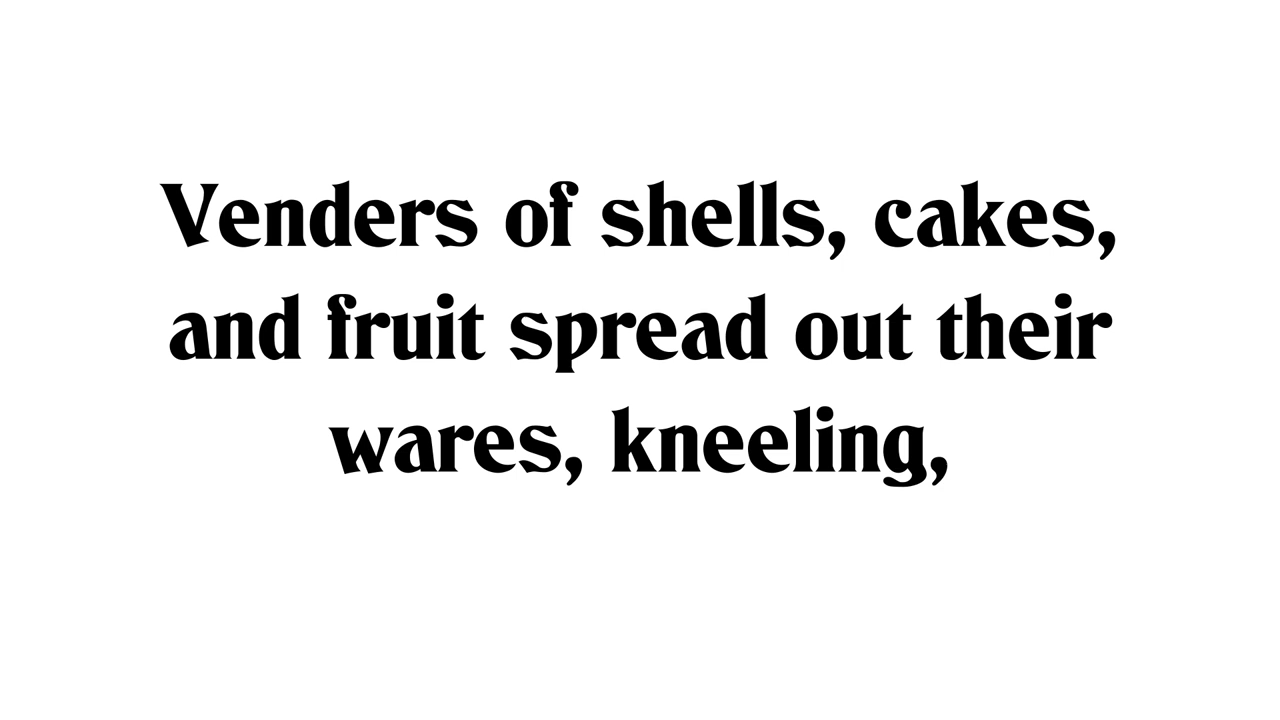 Venders of shells, cakes,
and fruit spread out their
wares, kneeling,